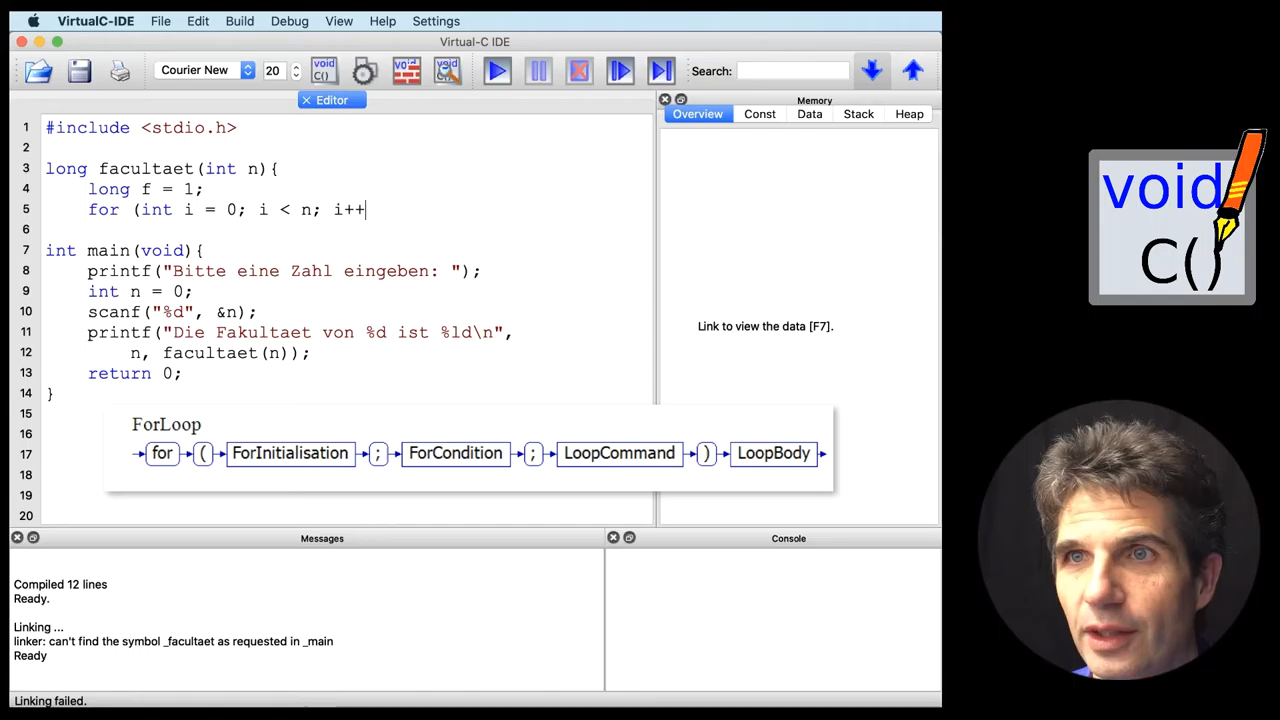 VirtualC-IDE File Edit Build Debug View Help Settings
Virtual-C IDE
Courier New 20 void C() void void C() Search:
Editor
1 #include <stdio.h>
2
3 long facultaet(int n){
4 long f = 1;
5 for (int i = 0; i < n; i++
6
7 int main(void){
8 printf("Bitte eine Zahl eingeben: ");
9 int n = 0;
10 scanf("%d", &n);
11 printf("Die Fakultaet von %d ist %ld\n",
12 n, facultaet(n));
13 return 0;
14 }
15
16
17
18
19
20
ForLoop
for ( ForInitialisation ; ForCondition ; LoopCommand ) LoopBody
Memory
Overview Const Data Stack Heap
Link to view the data [F7].
Messages
Compiled 12 lines
Ready.
Linking ...
linker: can't find the symbol _facultaet as requested in _main
Ready
Console
Linking failed.
void
C()